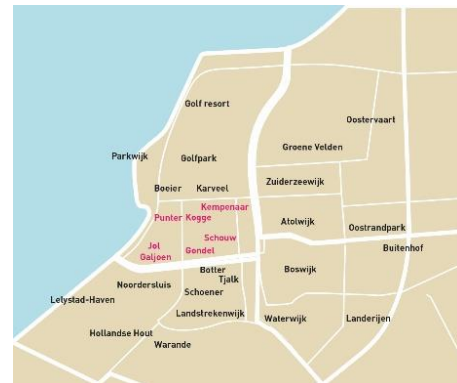 Golf resort
Oostervaart
Groene Velden
Parkwijk
Golfpark
Zuiderzeewijk
Boeier Karveel
Kempenaar
Punter Kogge
Atolwijk
Oostrandpark
Schouw
Jol
Buitenhof
Gondel
Galjoen
Botter
Boswijk
Tjalk
Noordersluis
Schoener
Lelystad-Haven
Landstrekenwijk
Waterwijk
Landerijen
Hollandse Hout
Warande